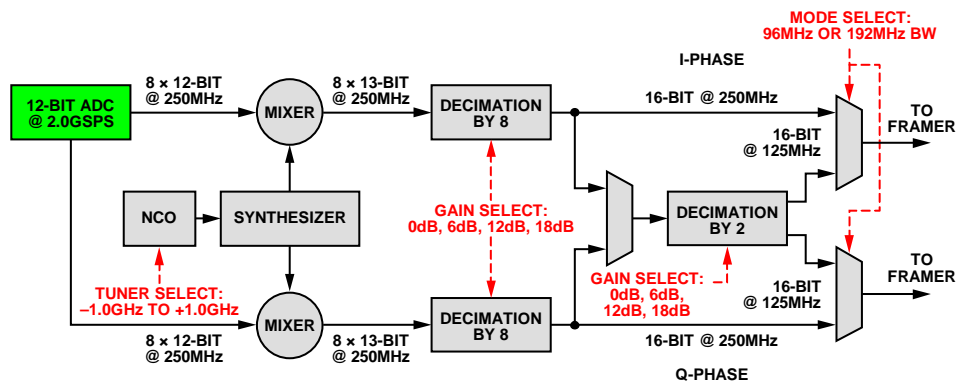 MODE SELECT:
96MHz OR 192MHz BW
I-PHASE
8 × 12-BIT
@ 250MHz
8 × 13-BIT
@ 250MHz
12-BIT ADC
@ 2.0GSPS
MIXER
DECIMATION
BY 8
16-BIT @ 250MHz
TO
FRAMER
16-BIT
@ 125MHz
NCO
SYNTHESIZER
GAIN SELECT:
0dB, 6dB, 12dB, 18dB
DECIMATION
BY 2
TO
FRAMER
TUNER SELECT:
–1.0GHz TO +1.0GHz
GAIN SELECT:
0dB, 6dB,
12dB, 18dB
16-BIT
@ 125MHz
MIXER
DECIMATION
BY 8
8 × 12-BIT
@ 250MHz
8 × 13-BIT
@ 250MHz
16-BIT @ 250MHz
Q-PHASE